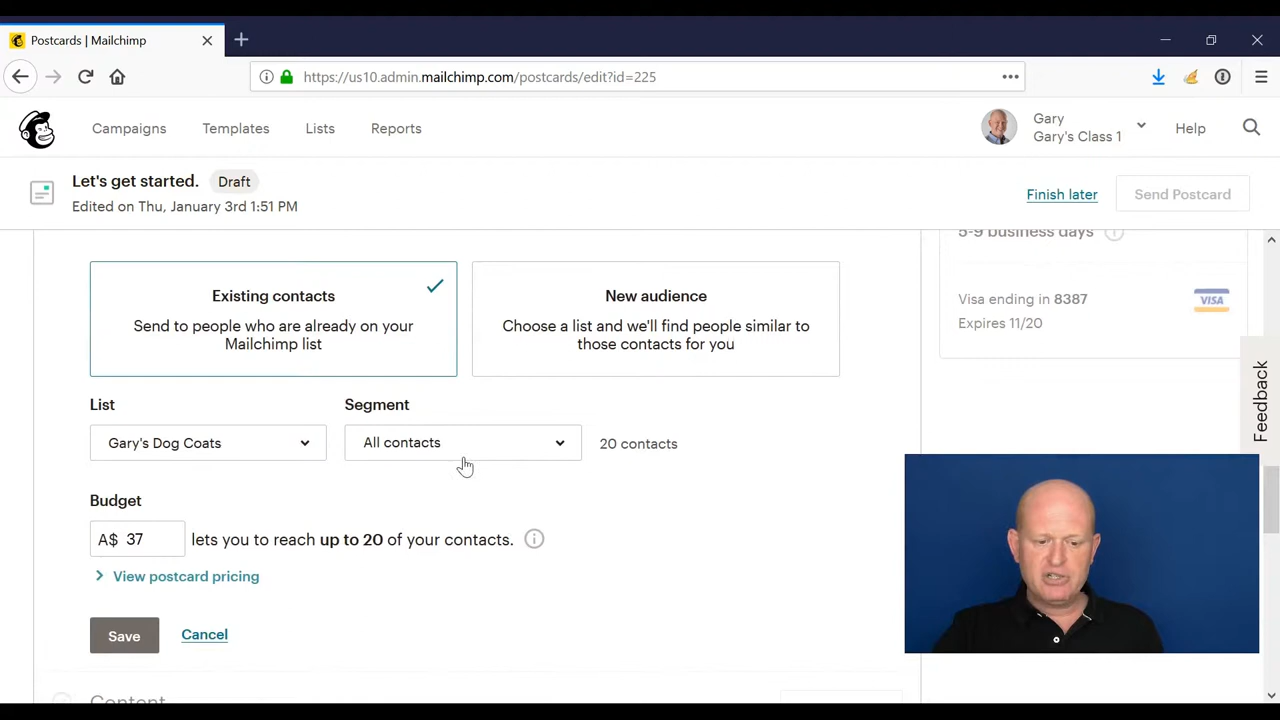 Postcards | Mailchimp
https://us10.admin.mailchimp.com/postcards/edit?id=225
Campaigns
Templates
Lists
Reports
Gary
Gary's Class 1
Help
Let's get started.
Draft
Edited on Thu, January 3rd 1:51 PM
Finish later
Send Postcard
5-9 business days
Existing contacts
Send to people who are already on your
Mailchimp list
New audience
Choose a list and we'll find people similar to
those contacts for you
Visa ending in 8387
Expires 11/20
VISA
Feedback
List
Segment
Gary's Dog Coats
All contacts
20 contacts
Budget
A$ 37
lets you to reach up to 20 of your contacts.
View postcard pricing
Save
Cancel
Content